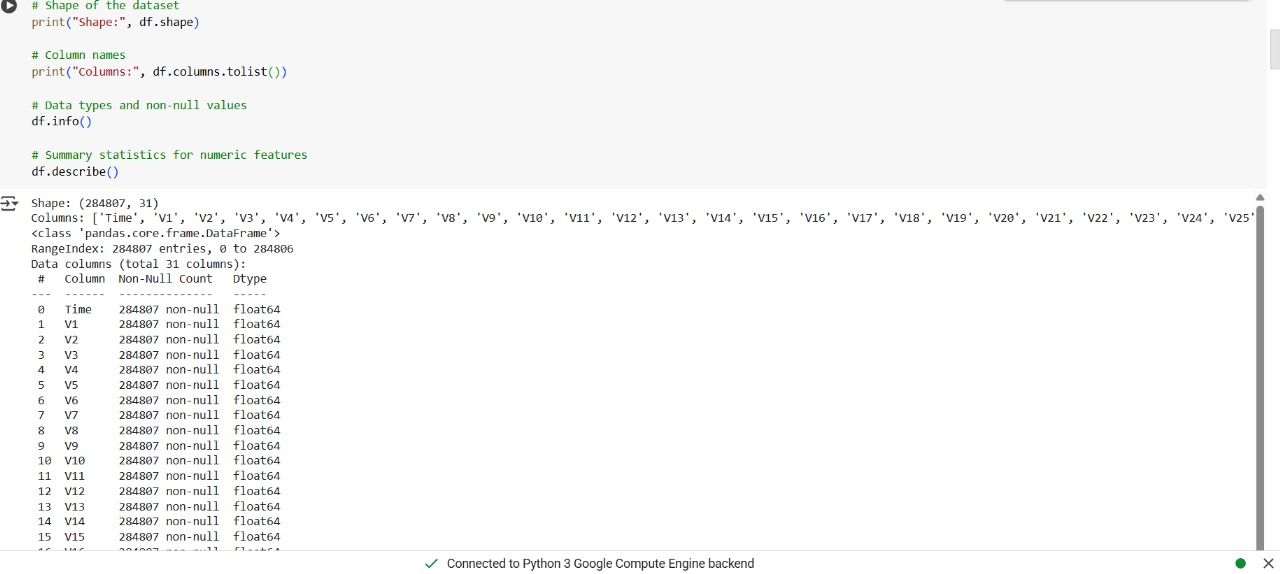 # Shape of the dataset
print("Shape:", df.shape)
# Column names
print("Columns:", df.columns.tolist())
# Data types and non-null values
df.info()
# Summary statistics for numeric features
df.describe()
Shape: (284807, 31)
Columns: ['Time', 'V1', 'V2', 'V3', 'V4', 'V5', 'V6', 'V7', 'V8', 'V9', 'V10', 'V11', 'V12', 'V13', 'V14', 'V15', 'V16', 'V17', 'V18', 'V19', 'V20', 'V21', 'V22', 'V23', 'V24', 'V25'
<class 'pandas.core.frame.DataFrame'>
RangeIndex: 284807 entries, 0 to 284806
Data columns (total 31 columns):
# Column Non-Null Count Dtype
--- ------ -------------- -----
0 Time 284807 non-null float64
1 V1 284807 non-null float64
2 V2 284807 non-null float64
3 V3 284807 non-null float64
4 V4 284807 non-null float64
5 V5 284807 non-null float64
6 V6 284807 non-null float64
7 V7 284807 non-null float64
8 V8 284807 non-null float64
9 V9 284807 non-null float64
10 V10 284807 non-null float64
11 V11 284807 non-null float64
12 V12 284807 non-null float64
13 V13 284807 non-null float64
14 V14 284807 non-null float64
15 V15 284807 non-null float64
Connected to Python 3 Google Compute Engine backend